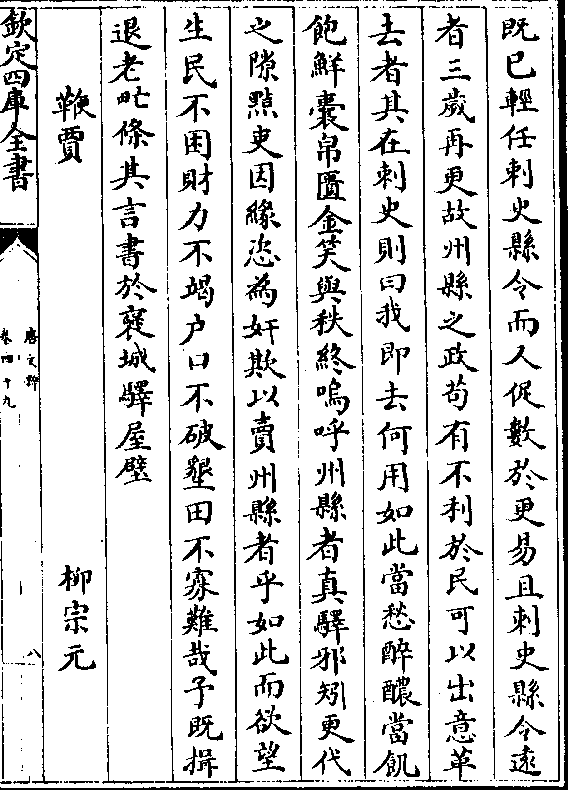 既已輕任刺史縣令而又促數於更易且刺史縣令逺
者三歲再更故州縣之政苟有不利於民可以出意革
去者其在刺史則曰我即去何用如此當愁醉醲當飢
飽鮮囊帛匱金笑與秩終嗚呼州縣者真驛邪矧更代
之隙黠吏因緣恣為奸欺以賣州縣者乎如此而欲望
生民不困財力不竭户口不破墾田不寡難哉予既揖
退老甿條其言書於褒城驛屋壁
鞭賈　柳宗元
欽定四庫全書
唐文粹
卷四十九
八